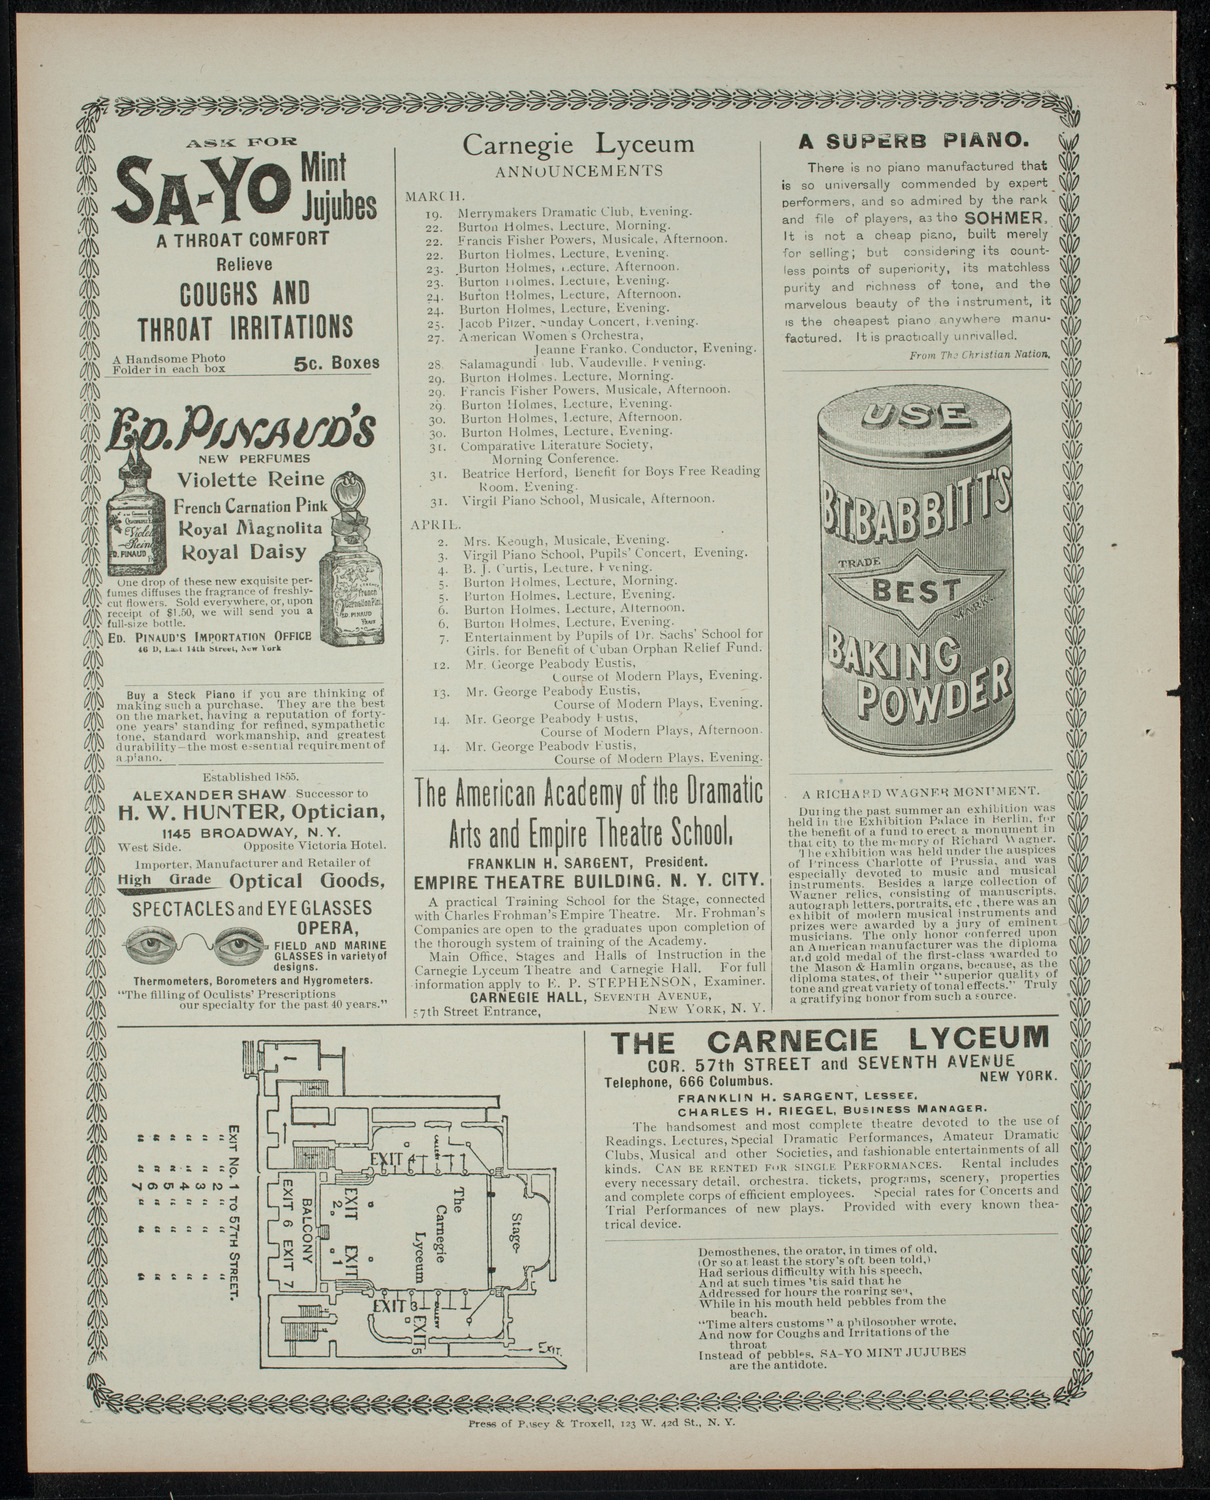 ASK FOR
SA-YO Mint
Jujubes
A THROAT COMFORT
Relieve
COUGHS AND
THROAT IRRITATIONS
A Handsome Photo
Folder in each box
5c. Boxes
ED. PINAUD'S
NEW PERFUMES
Violette Reine
French Carnation Pink
Royal Magnolita
Royal Daisy
One drop of these new exquisite per-
fumes diffuses the fragrance of freshly-
cut flowers. Sold everywhere, or, upon
receipt of $1.50, we will send you a
full-size bottle.
ED. PINAUD'S IMPORTATION OFFICE
46 D, East 14th Street, New York
Buy a Steck Piano if you are thinking of
making such a purchase. They are the best
on the market, having a reputation of forty-
one years' standing for refined, sympathetic
tone, standard workmanship, and greatest
durability—the most essential requirement of
a piano.
Established 1855.
ALEXANDER SHAW Successor to
H. W. HUNTER, Optician,
1145 BROADWAY, N. Y.
West Side. Opposite Victoria Hotel.
Importer, Manufacturer and Retailer of
High Grade Optical Goods,
SPECTACLES and EYE GLASSES
OPERA,
FIELD AND MARINE
GLASSES in variety of
designs.
Thermometers, Borometers and Hygrometers.
"The filling of Oculists' Prescriptions
our specialty for the past 40 years."
Carnegie Lyceum
ANNOUNCEMENTS
MARCH.
19. Merrymakers Dramatic Club, Evening.
22. Burton Holmes, Lecture, Morning.
22. Francis Fisher Powers, Musicale, Afternoon.
22. Burton Holmes, Lecture, Evening.
23. Burton Holmes, Lecture, Afternoon.
23. Burton Holmes, Lecture, Evening.
24. Burton Holmes, Lecture, Afternoon.
24. Burton Holmes, Lecture, Evening.
25. Jacob Pitzer, Sunday Concert, Evening.
27. American Women's Orchestra,
Jeanne Franko, Conductor, Evening.
28. Salamagundi Club, Vaudeville, Evening.
29. Burton Holmes, Lecture, Morning.
29. Francis Fisher Powers, Musicale, Afternoon.
29. Burton Holmes, Lecture, Evening.
30. Burton Holmes, Lecture, Afternoon.
30. Burton Holmes, Lecture, Evening.
31. Comparative Literature Society,
Morning Conference.
31. Beatrice Herford, Benefit for Boys Free Reading
Room, Evening.
31. Virgil Piano School, Musicale, Afternoon.
APRIL.
2. Mrs. Keough, Musicale, Evening.
3. Virgil Piano School, Pupils' Concert, Evening.
4. B. J. Curtis, Lecture, Evening.
5. Burton Holmes, Lecture, Morning.
5. Burton Holmes, Lecture, Evening.
6. Burton Holmes, Lecture, Afternoon.
6. Burton Holmes, Lecture, Evening.
7. Entertainment by Pupils of Dr. Sachs' School for
Girls, for Benefit of Cuban Orphan Relief Fund.
12. Mr. George Peabody Eustis,
Course of Modern Plays, Evening.
13. Mr. George Peabody Eustis,
Course of Modern Plays, Evening.
14. Mr. George Peabody Eustis,
Course of Modern Plays, Afternoon.
14. Mr. George Peabody Eustis,
Course of Modern Plays, Evening.
The American Academy of the Dramatic
Arts and Empire Theatre School,
FRANKLIN H. SARGENT, President.
EMPIRE THEATRE BUILDING, N. Y. CITY.
A practical Training School for the Stage, connected
with Charles Frohman's Empire Theatre. Mr. Frohman's
Companies are open to the graduates upon completion of
the thorough system of training of the Academy.
Main Office, Stages and Halls of Instruction in the
Carnegie Lyceum Theatre and Carnegie Hall. For full
information apply to E. P. STEPHENSON, Examiner.
CARNEGIE HALL, SEVENTH AVENUE,
57th Street Entrance, NEW YORK, N. Y.
A SUPERB PIANO.
There is no piano manufactured that
is so universally commended by expert
performers, and so admired by the rank
and file of players, as the SOHMER.
It is not a cheap piano, built merely
for selling; but considering its count-
less points of superiority, its matchless
purity and richness of tone, and the
marvelous beauty of the instrument, it
is the cheapest piano anywhere manu-
factured. It is practically unrivalled.
From The Christian Nation.
USE
B.T. BABBITT'S
TRADE
BEST
MARK
BAKING
POWDER
A RICHARD WAGNER MONUMENT.
During the past summer an exhibition was
held in the Exhibition Palace in Berlin, for
the benefit of a fund to erect a monument in
that city to the memory of Richard Wagner.
The exhibition was held under the auspices
of Princess Charlotte of Prussia, and was
especially devoted to music and musical
instruments. Besides a large collection of
Wagner relics, consisting of manuscripts,
autograph letters, portraits, etc., there was an
exhibit of modern musical instruments and
prizes were awarded by a jury of eminent
musicians. The only honor conferred upon
an American manufacturer was the diploma
and gold medal of the first-class awarded to
the Mason & Hamlin organs, because, as the
diploma states, of their "superior quality of
tone and great variety of tonal effects." Truly
a gratifying honor from such a source.
EXIT NO. 1 TO 57TH STREET.
" " 2 " " "
" " 3 " " "
" " 4 " " "
" " 5 " " "
" " 6 " " "
" " 7 " " "
EXIT 4
GALLERY
The
Carnegie
Lyceum
Stage
EXIT 2
EXIT 1
BALCONY
EXIT 6 EXIT 7
EXIT 3
GALLERY
EXIT 5
EXIT.
THE CARNEGIE LYCEUM
COR. 57th STREET and SEVENTH AVENUE
Telephone, 666 Columbus. NEW YORK.
FRANKLIN H. SARGENT, LESSEE,
CHARLES H. RIEGEL, BUSINESS MANAGER.
The handsomest and most complete theatre devoted to the use of
Readings, Lectures, Special Dramatic Performances, Amateur Dramatic
Clubs, Musical and other Societies, and fashionable entertainments of all
kinds. CAN BE RENTED FOR SINGLE PERFORMANCES. Rental includes
every necessary detail, orchestra, tickets, programs, scenery, properties
and complete corps of efficient employees. Special rates for Concerts and
Trial Performances of new plays. Provided with every known thea-
trical device.
Demosthenes, the orator, in times of old,
(Or so at least the story's oft been told,)
Had serious difficulty with his speech,
And at such times 'tis said that he
Addressed for hours the roaring sea,
While in his mouth held pebbles from the
beach.
"Time alters customs" a philosopher wrote,
And now for Coughs and Irritations of the
throat
Instead of pebbles, SA-YO MINT JUJUBES
are the antidote.
Press of Pusey & Troxell, 123 W. 42d St., N. Y.